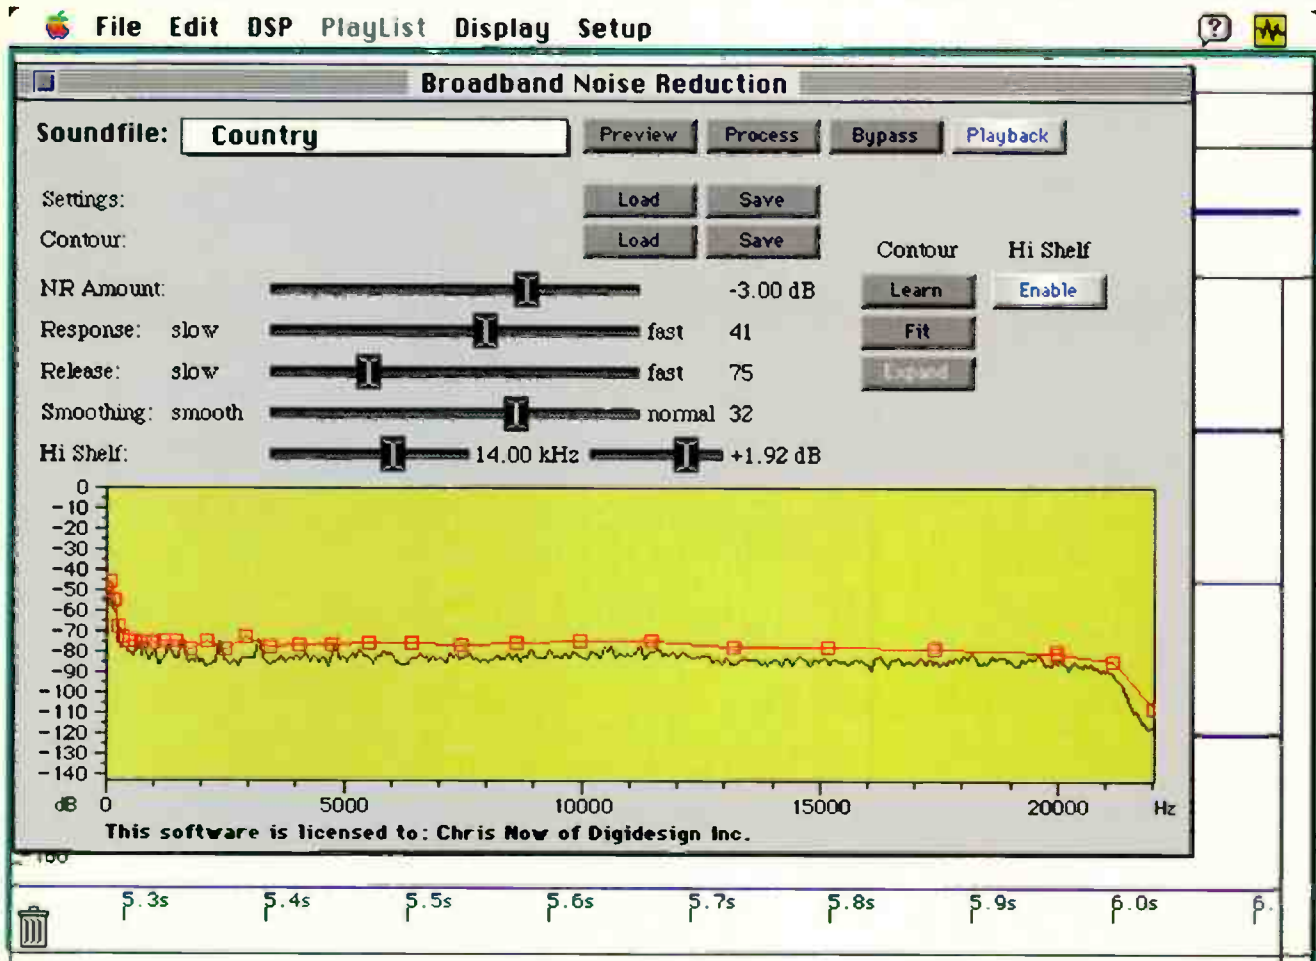 File Edit DSP PlayList Display Setup
Broadband Noise Reduction
Soundfile: Country Preview Process Bypass Playback
Settings: Load Save
Contour: Load Save
Contour Hi Shelf
NR Amount: -3.00 dB Learn Enable
Response: slow fast 41 Fit
Release: slow fast 75 Expand
Smoothing: smooth normal 32
Hi Shelf: 14.00 kHz +1.92 dB
0
-10
-20
-30
-40
-50
-60
-70
-80
-90
-100
-110
-120
-130
-140
dB 0 5000 10000 15000 20000 Hz
This software is licensed to: Chris Now of Digidesign Inc.
5.3s 5.4s 5.5s 5.6s 5.7s 5.8s 5.9s 6.0s 6.